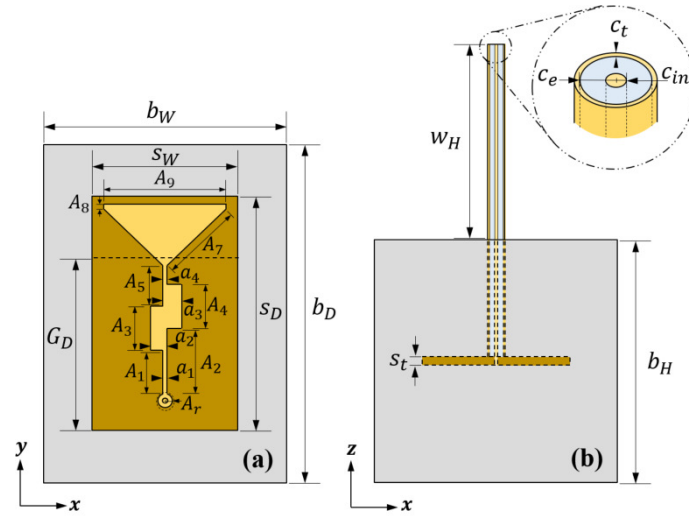 b_W
s_W
A_9
A_8
A_7
A_5
a_4
a_3
A_4
A_3
a_2
A_2
A_1
a_1
A_r
G_D
s_D
b_D
y
x
(a)
c_t
c_e
c_in
w_H
s_t
b_H
z
x
(b)